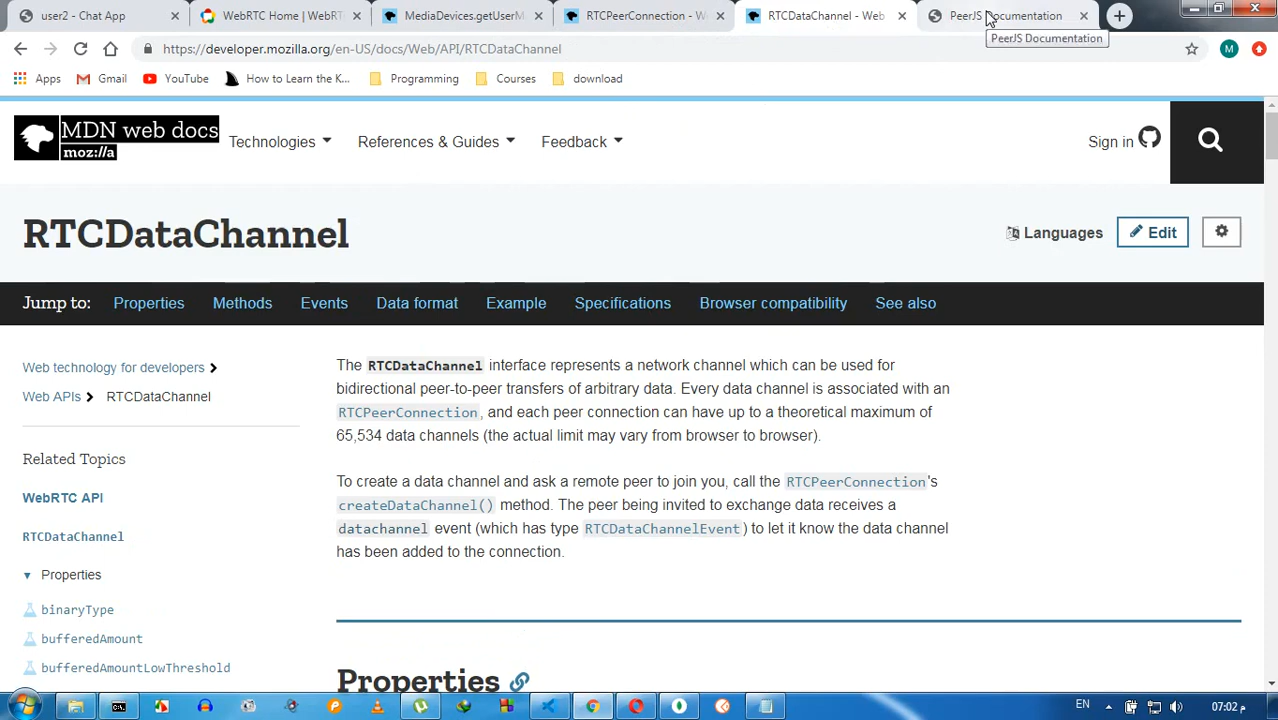 user2 - Chat App
WebRTC Home | WebRT
MediaDevices.getUserM
RTCPeerConnection - We
RTCDataChannel - Web
PeerJS Documentation
PeerJS Documentation
https://developer.mozilla.org/en-US/docs/Web/API/RTCDataChannel
M
Apps
Gmail
YouTube
How to Learn the K...
Programming
Courses
download
MDN web docs
moz://a
Technologies
References & Guides
Feedback
Sign in
RTCDataChannel
Languages
Edit
Jump to: Properties Methods Events Data format Example Specifications Browser compatibility See also
Web technology for developers
Web APIs RTCDataChannel
Related Topics
WebRTC API
RTCDataChannel
Properties
binaryType
bufferedAmount
bufferedAmountLowThreshold
The RTCDataChannel interface represents a network channel which can be used for
bidirectional peer-to-peer transfers of arbitrary data. Every data channel is associated with an
RTCPeerConnection, and each peer connection can have up to a theoretical maximum of
65,534 data channels (the actual limit may vary from browser to browser).
To create a data channel and ask a remote peer to join you, call the RTCPeerConnection's
createDataChannel() method. The peer being invited to exchange data receives a
datachannel event (which has type RTCDataChannelEvent) to let it know the data channel
has been added to the connection.
Properties
EN
07:02 م